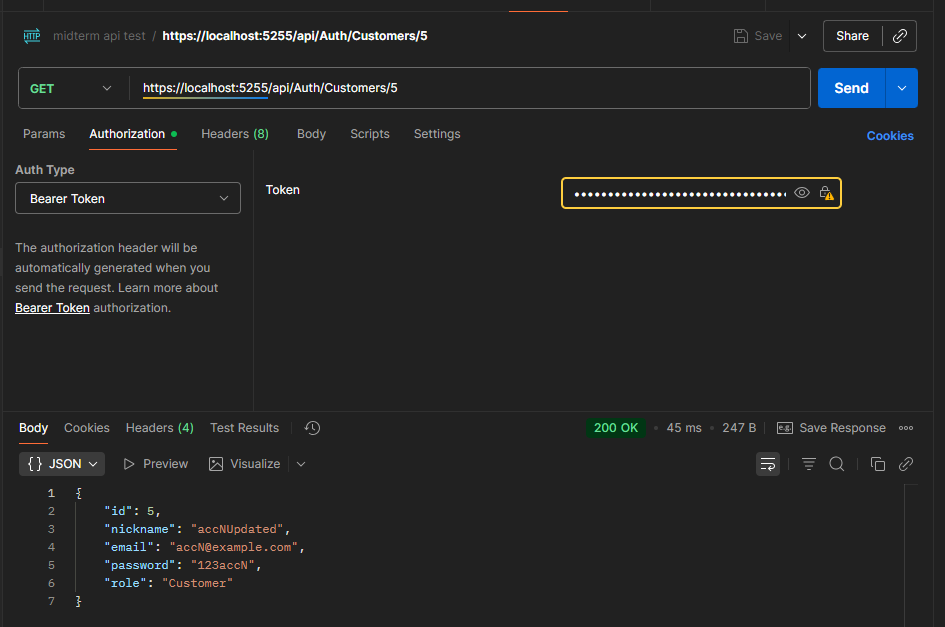 HTTP midterm api test / https://localhost:5255/api/Auth/Customers/5 Save Share
GET https://localhost:5255/api/Auth/Customers/5 Send
Params Authorization Headers (8) Body Scripts Settings Cookies
Auth Type
Token
Bearer Token
The authorization header will be
automatically generated when you
send the request. Learn more about
Bearer Token authorization.
Body Cookies Headers (4) Test Results 200 OK • 45 ms • 247 B e.g. Save Response
{} JSON Preview Visualize
1 {
2 "id": 5,
3 "nickname": "accNUpdated",
4 "email": "accN@example.com",
5 "password": "123accN",
6 "role": "Customer"
7 }